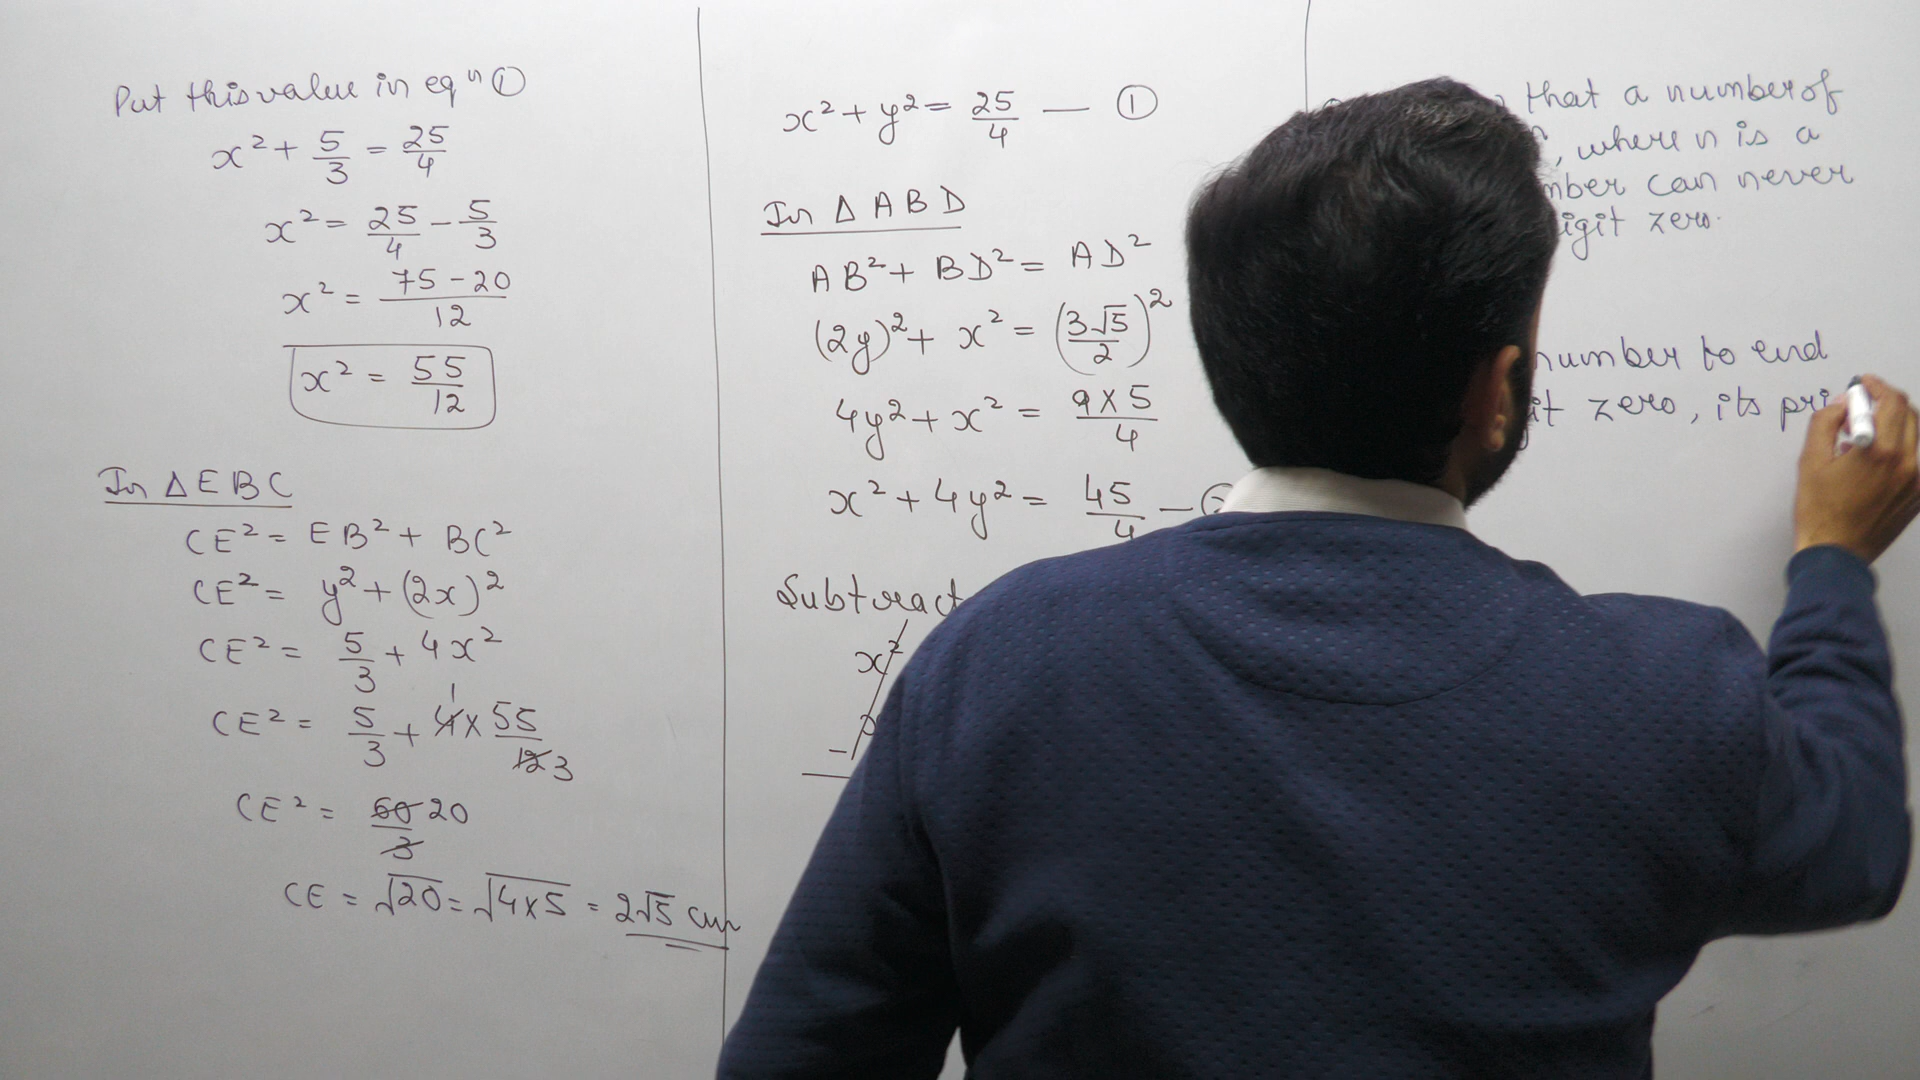 Put this value in eqⁿ ①
x² + 5/3 = 25/4
x² = 25/4 - 5/3
x² = 75 - 20/12
x² = 55/12
In Δ EBC
CE² = EB² + BC²
CE² = y² + (2x)²
CE² = 5/3 + 4x²
CE² = 5/3 + 4 1 × 55/12 3
CE² = 60/3 20
CE = √20 = √4×5 = 2√5 cm
x² + y² = 25/4 — ①
In Δ ABD
AB² + BD² = AD²
(2y)² + x² = (3√5/2)²
4y² + x² = 9×5/4
x² + 4y² = 45/4 —
Subtract
x²
-
that a number of
, where n is a
can never
zero.
number to end
zero, its